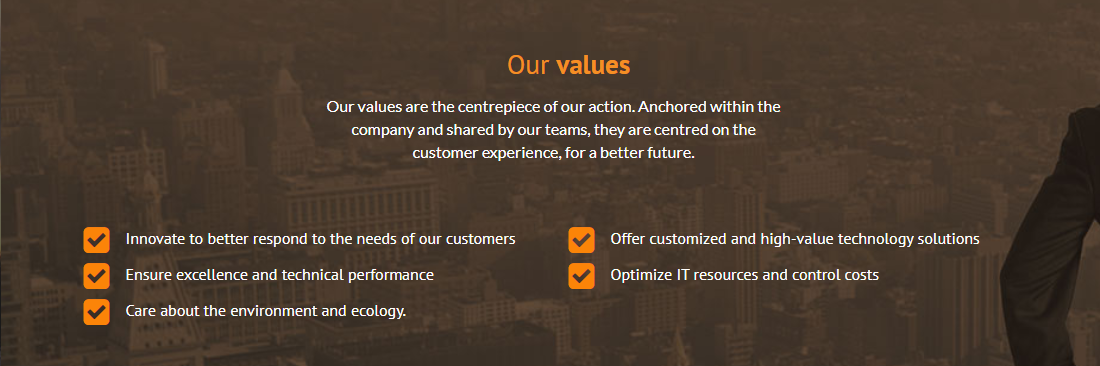 Our values
Our values are the centrepiece of our action. Anchored within the
company and shared by our teams, they are centred on the
customer experience, for a better future.
Innovate to better respond to the needs of our customers
Offer customized and high-value technology solutions
Ensure excellence and technical performance
Optimize IT resources and control costs
Care about the environment and ecology.